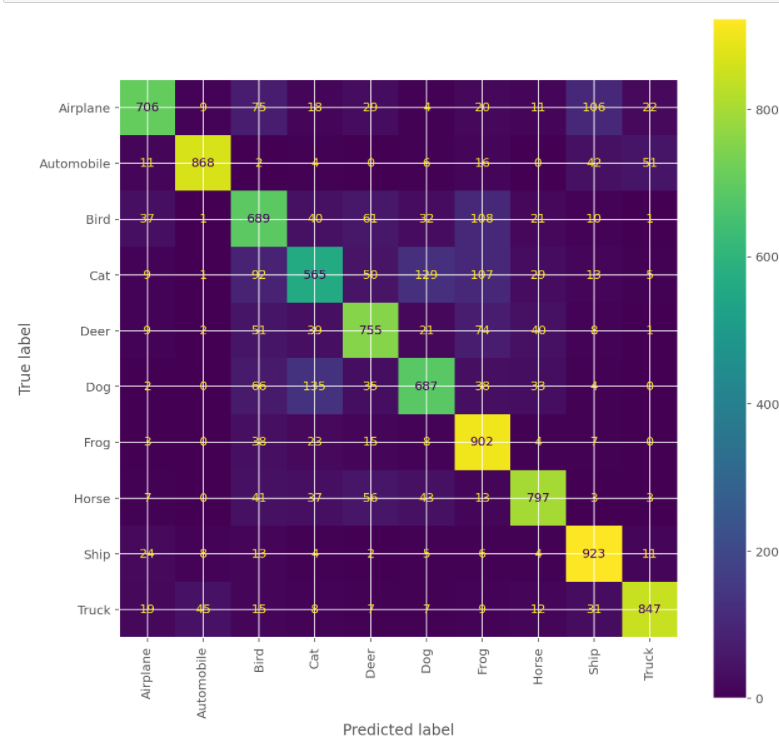 True label
Airplane 706 9 75 18 29 4 20 11 106 22
Automobile 11 868 2 4 0 6 16 0 42 51
Bird 37 1 689 40 61 32 108 21 10 1
Cat 9 1 92 565 50 129 107 29 13 5
Deer 9 2 51 39 755 21 74 40 8 1
Dog 2 0 66 135 35 687 38 33 4 0
Frog 3 0 38 23 15 8 902 4 7 0
Horse 7 0 41 37 56 43 13 797 3 3
Ship 24 8 13 4 2 5 6 4 923 11
Truck 19 45 15 8 7 7 9 12 31 847
Airplane
Automobile
Bird
Cat
Deer
Dog
Frog
Horse
Ship
Truck
Predicted label
800
600
400
200
0